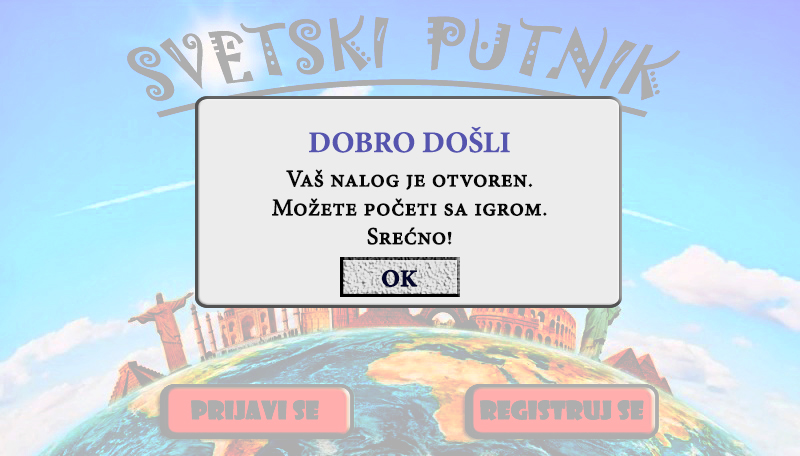 SVETSKI PUTNIK
DOBRO DOŠLI
Vaš nalog je otvoren.
Možete početi sa igrom.
Srećno!
OK
PRIJAVI SE
REGISTRUJ SE